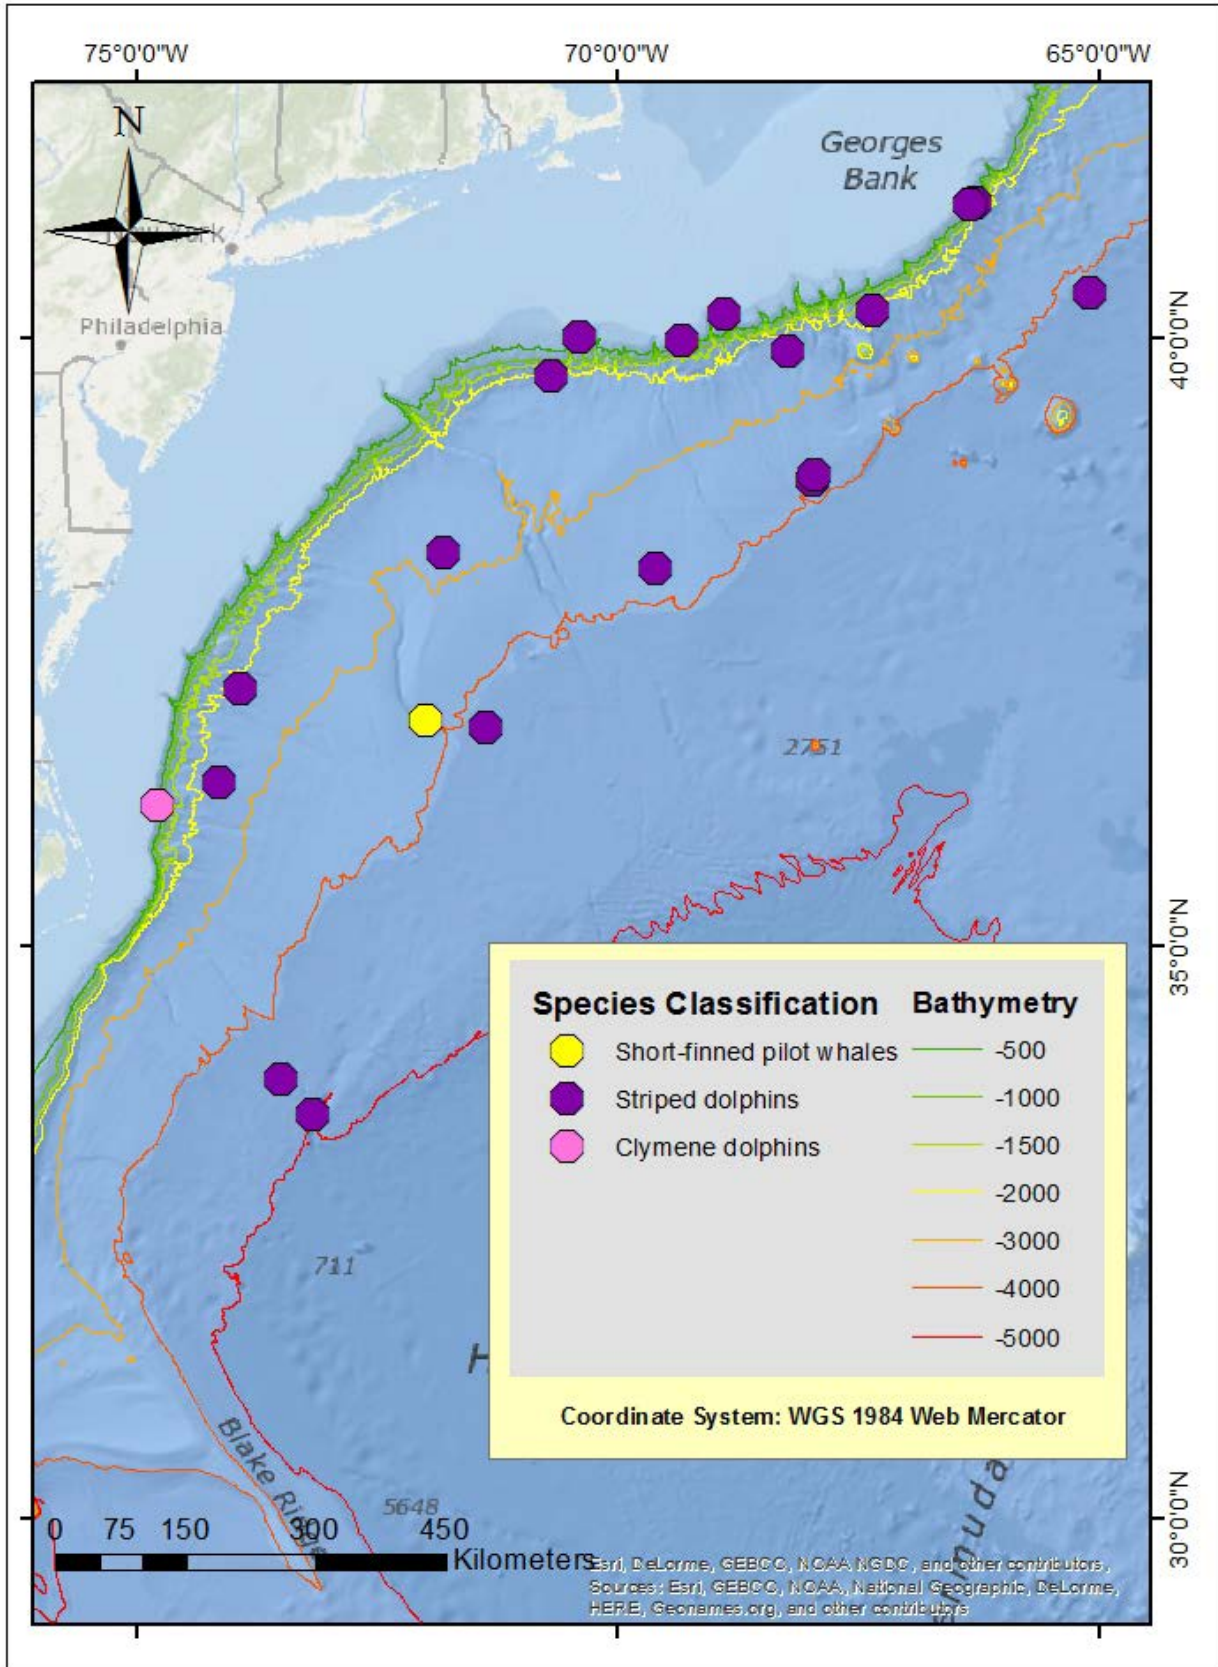 75°0'0"W 70°0'0"W 65°0'0"W
N
Georges
Bank
New York
Philadelphia
40°0'0"N
2751
35°0'0"N
Species Classification
Short-finned pilot whales
Striped dolphins
Clymene dolphins
Bathymetry
-500
-1000
-1500
-2000
-3000
-4000
-5000
Coordinate System: WGS 1984 Web Mercator
711
H
Blake Ridge
5648
30°0'0"N
0 75 150 300 450
Kilometers
Esri, DeLorme, GEBCO, NOAA NGDC, and other contributors,
Sources: Esri, GEBCO, NOAA, National Geographic, DeLorme,
HERE, Geonames.org, and other contributors